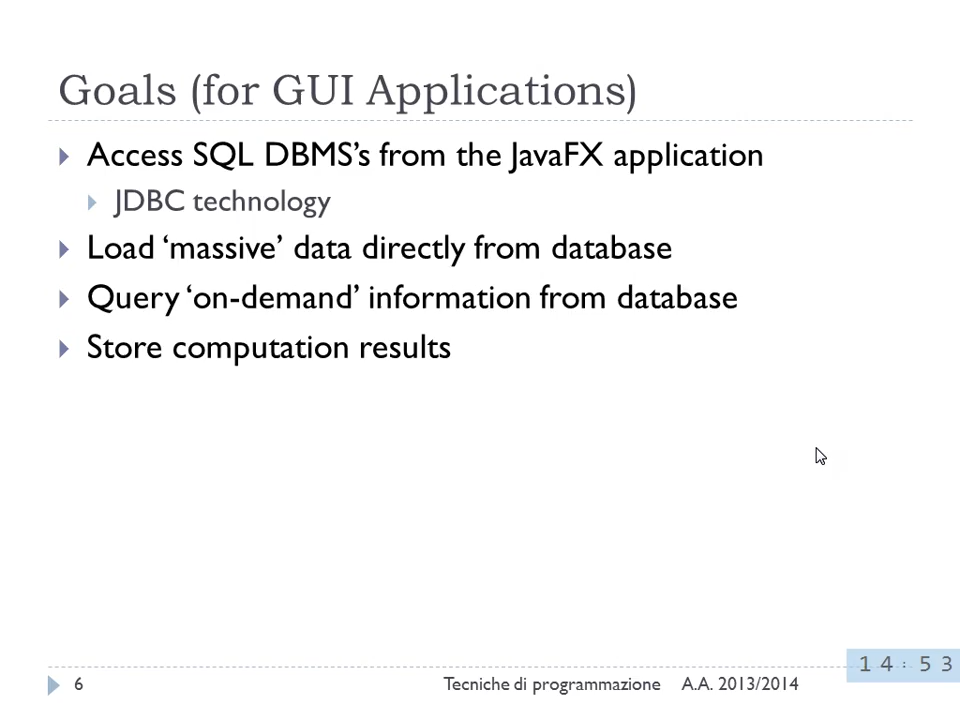 Goals (for GUI Applications)
Access SQL DBMS’s from the JavaFX application
JDBC technology
Load ‘massive’ data directly from database
Query ‘on-demand’ information from database
Store computation results
6
Tecniche di programmazione A.A. 2013/2014
14:53